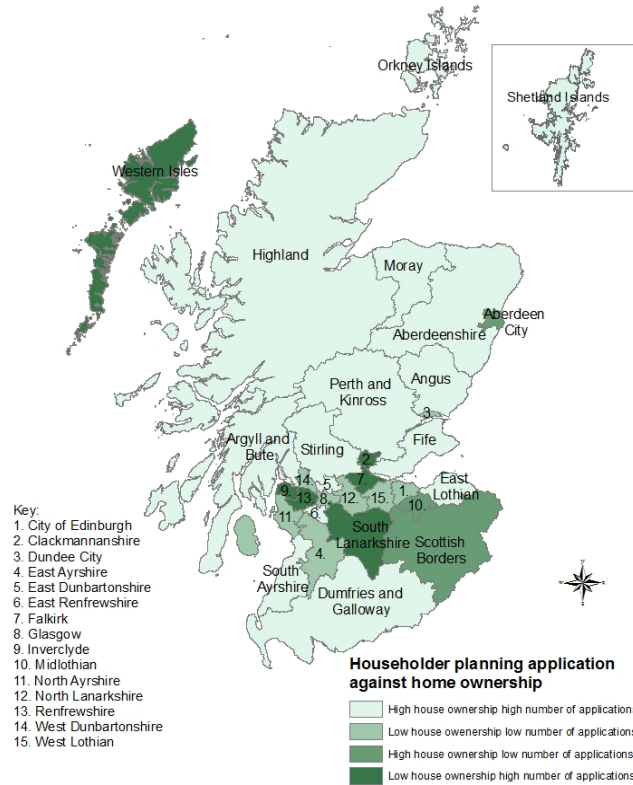 Orkney Islands
Shetland Islands
Western Isles
Highland
Moray
Aberdeen
City
Aberdeenshire
Angus
Perth and
Kinross
3.
Fife
Argyll and
Bute
Stirling
2.
14.
5.
7.
East
Lothian
9.
13.
8.
12.
15.
1.
10.
11.
6.
South
Lanarkshire
Scottish
Borders
4.
South
Ayrshire
Dumfries and
Galloway
Key:
1. City of Edinburgh
2. Clackmannanshire
3. Dundee City
4. East Ayrshire
5. East Dunbartonshire
6. East Renfrewshire
7. Falkirk
8. Glasgow
9. Inverclyde
10. Midlothian
11. North Ayrshire
12. North Lanarkshire
13. Renfrewshire
14. West Dunbartonshire
15. West Lothian
N
Householder planning application
against home ownership
High house ownership high number of applications
Low house owenership low number of applications
High house ownership low number of applications
Low house ownership high number of applications